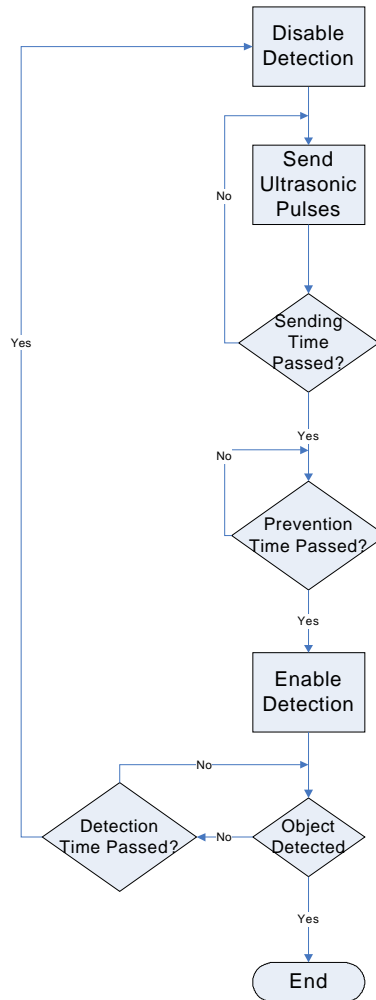 Disable
Detection
Send
Ultrasonic
Pulses
No
Sending
Time
Passed?
Yes
Yes
No
Prevention
Time Passed?
Yes
Enable
Detection
No
Detection
Time Passed?
No
Object
Detected
Yes
End